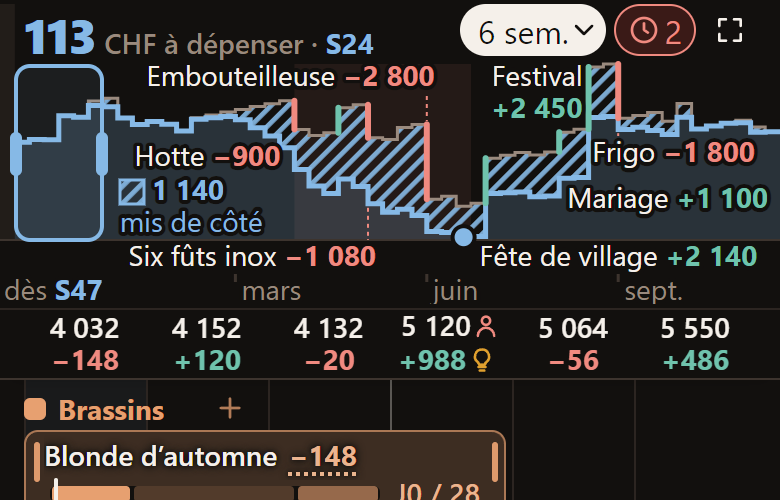 113 CHF à dépenser · S24
6 sem.
2
Embouteilleuse −2 800
Festival
+2 450
Hotte −900
1 140
mis de côté
Frigo −1 800
Mariage +1 100
Six fûts inox −1 080
Fête de village +2 140
dès S47
mars
juin
sept.
4 032 4 152 4 132 5 120 5 064 5 550
−148 +120 −20 +988 −56 +486
Brassins +
Blonde d’automne −148
J0 / 28